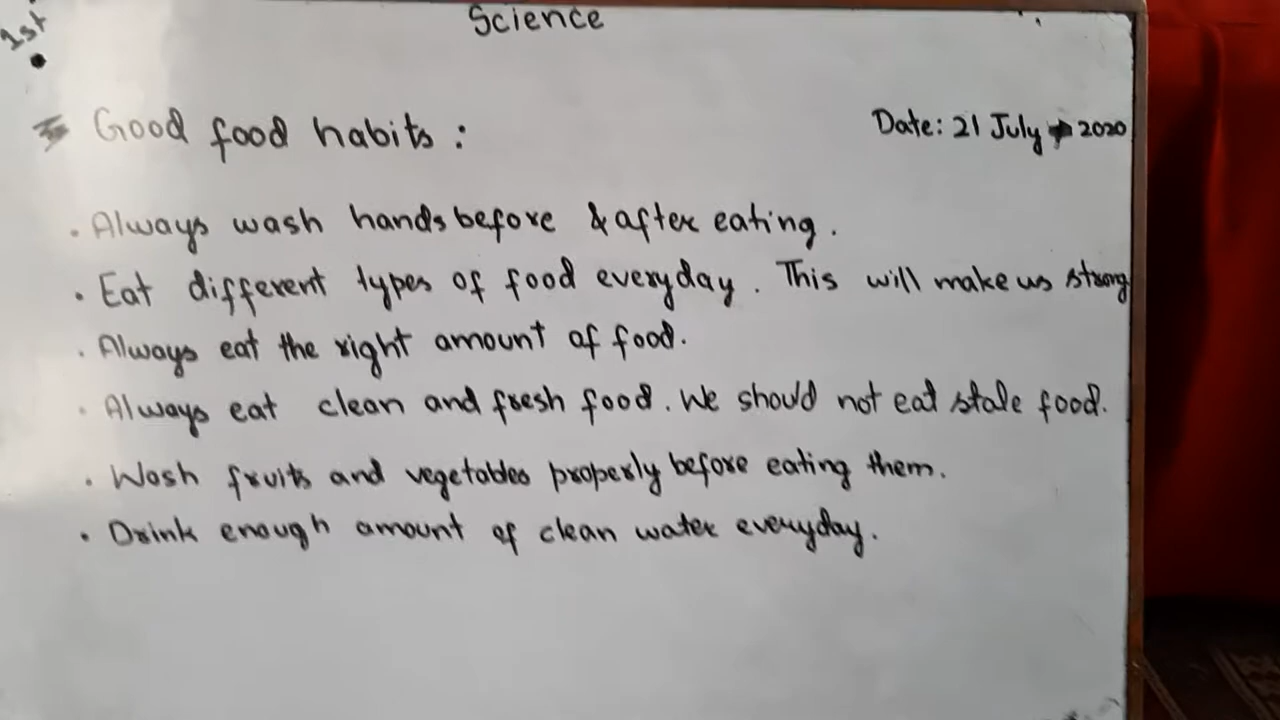 1st
Science
Good food habits :
Date: 21 July 2020
. Always wash hands before & after eating.
. Eat different types of food everyday. This will make us strong
. Always eat the right amount of food.
. Always eat clean and fresh food. We should not eat stale food.
. Wash fruits and vegetables properly before eating them.
. Drink enough amount of clean water everyday.